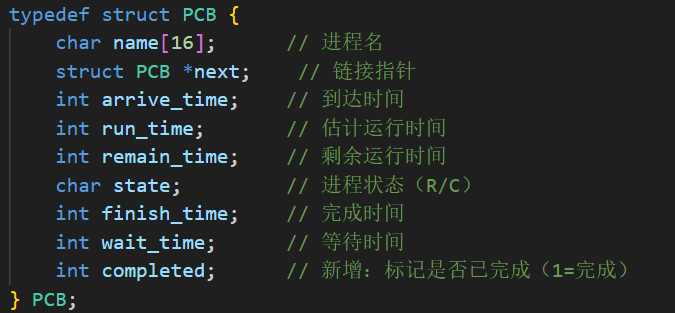 typedef struct PCB {
    char name[16];      // 进程名
    struct PCB *next;    // 链接指针
    int arrive_time;    // 到达时间
    int run_time;       // 估计运行时间
    int remain_time;    // 剩余运行时间
    char state;         // 进程状态（R/C）
    int finish_time;    // 完成时间
    int wait_time;      // 等待时间
    int completed;      // 新增：标记是否已完成（1=完成）
} PCB;